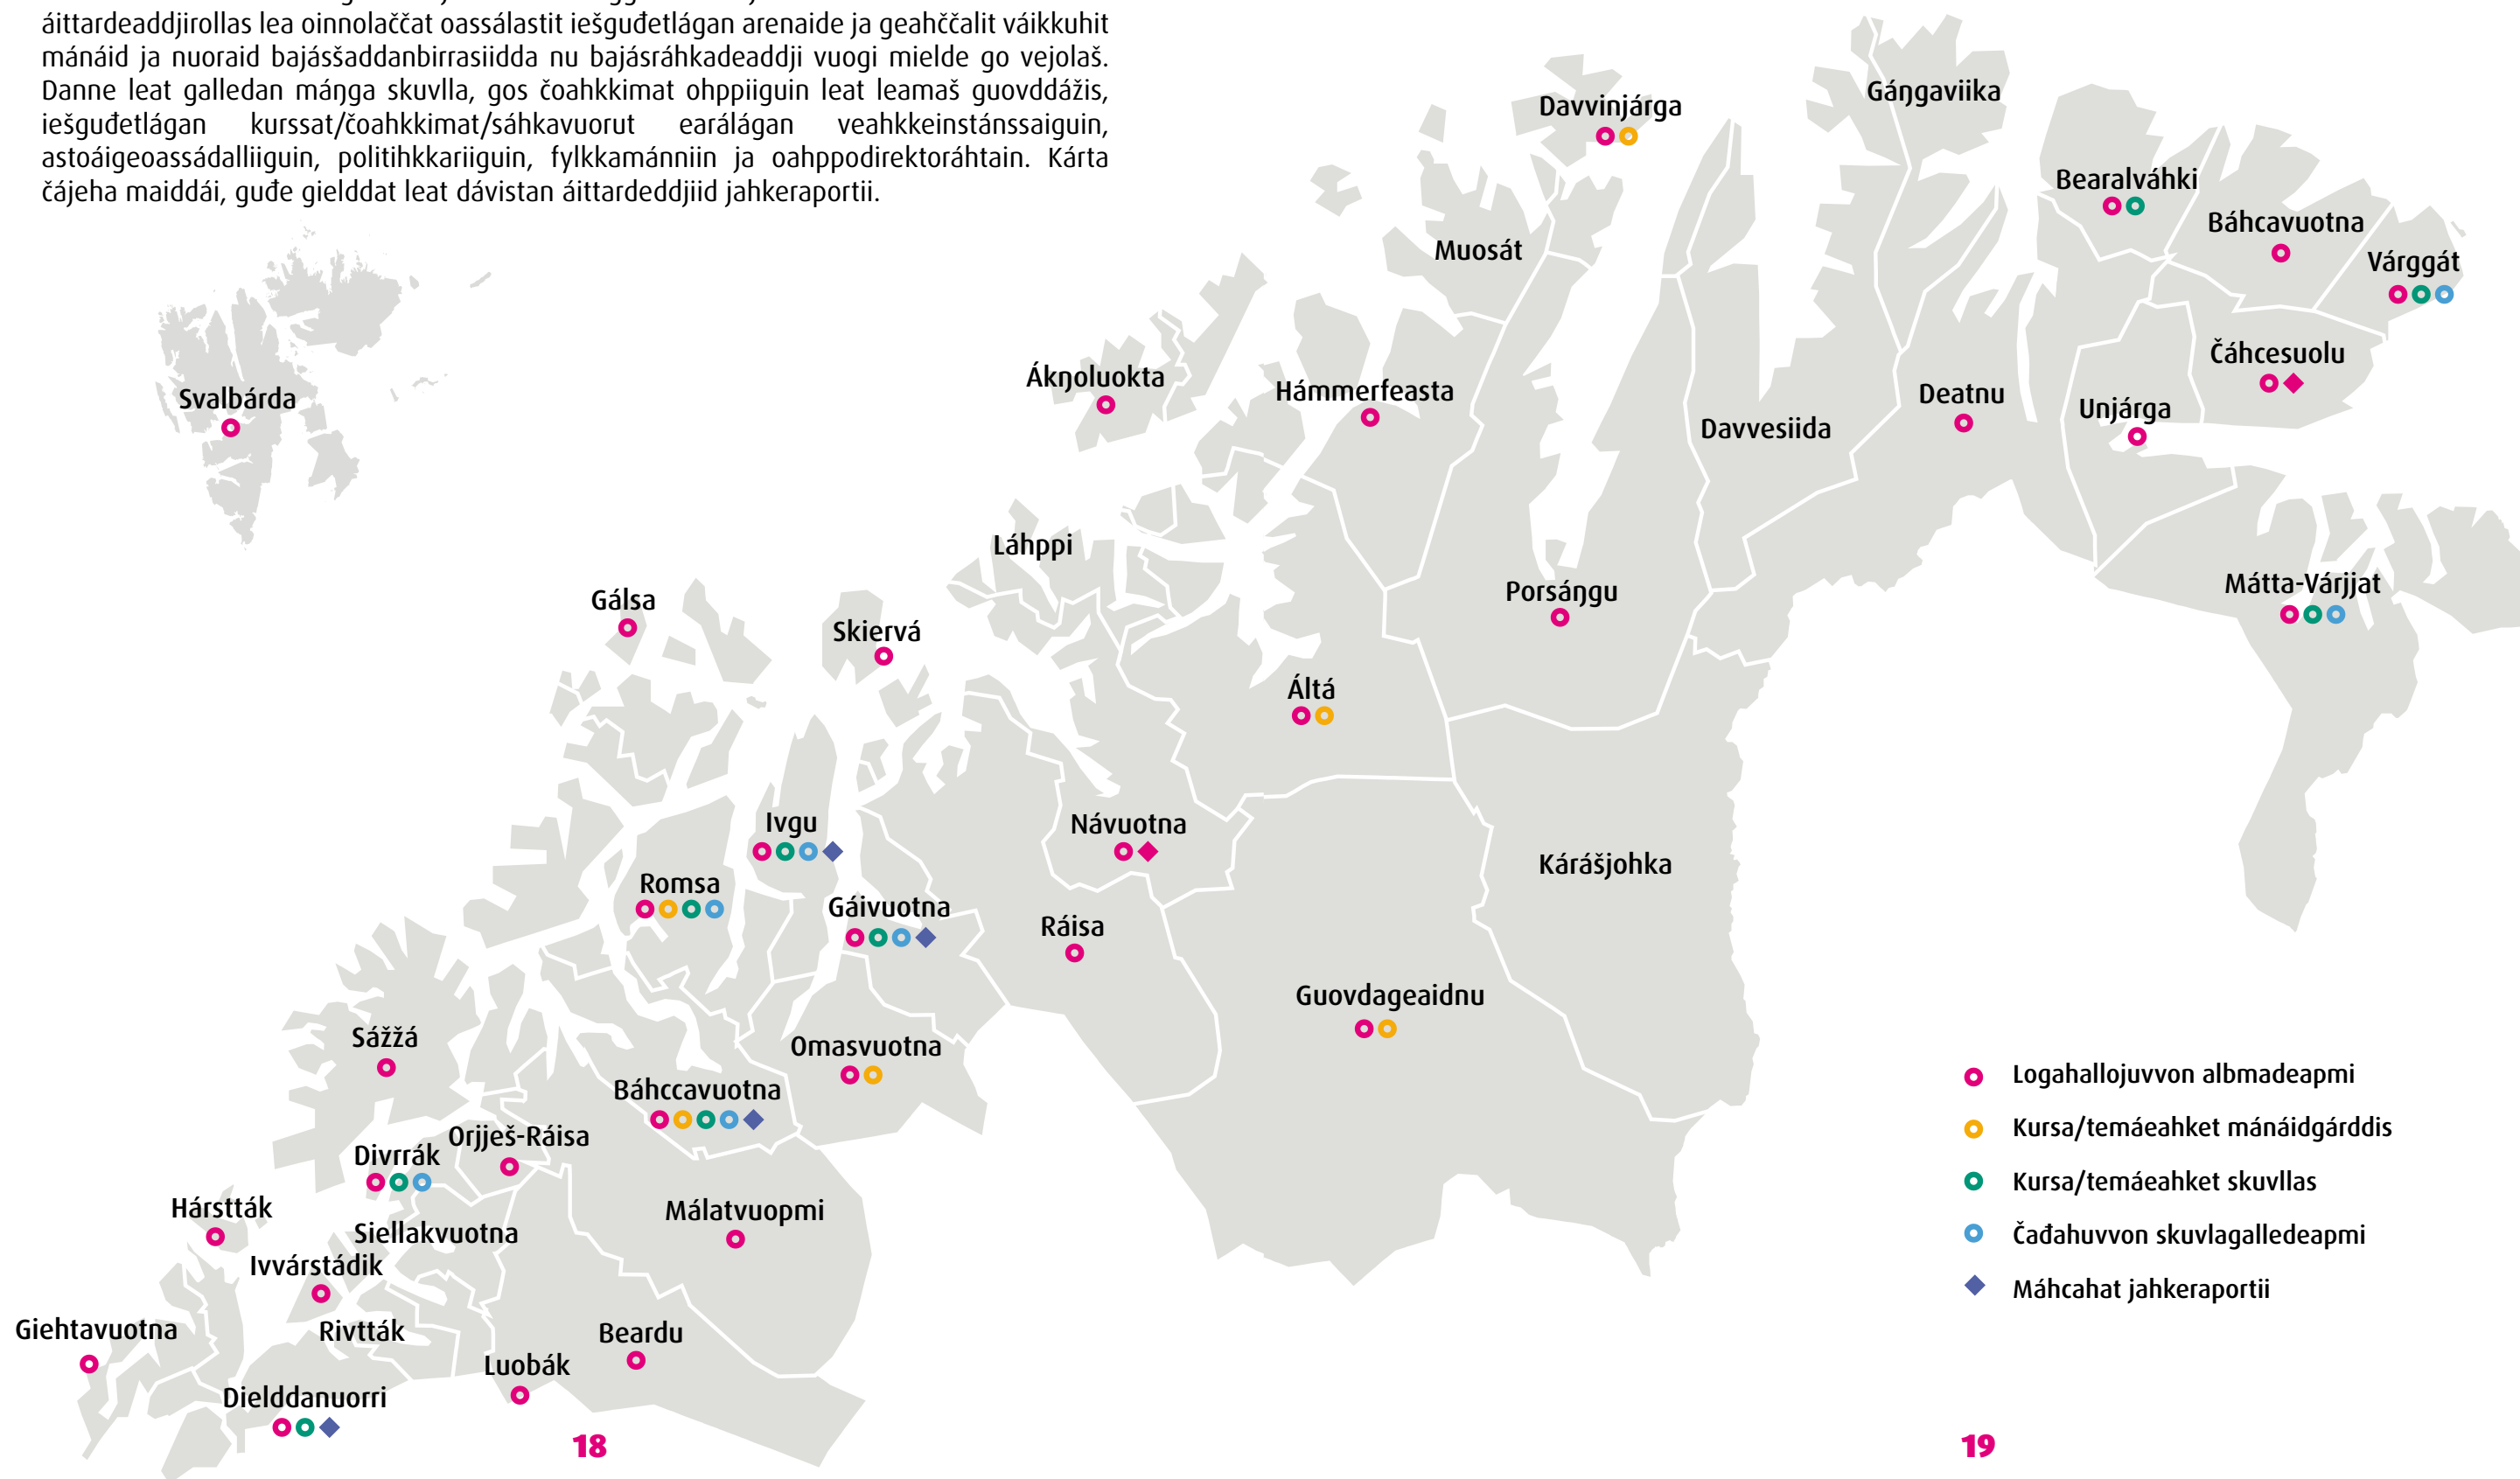 áittardeaddjirollas lea oinnolaččat oassálastit iešguđetlágan arenaide ja geahččalit váikkuhit
mánáid ja nuoraid bajásšaddanbirrasiidda nu bajásráhkadeaddji vuogi mielde go vejolaš.
Danne leat galledan máŋga skuvlla, gos čoahkkimat ohppiiguin leat leamaš guovddážis,
iešguđetlágan kurssat/čoahkkimat/sáhkavuorut earálágan veahkkeinstánssaiguin,
astoáigeoassádalliiguin, politihkkariiguin, fylkkamánniin ja oahppodirektoráhtain. Kárta
čájeha maiddái, guđe gielddat leat dávistan áittardeddjiid jahkeraportii.
Gáŋgaviika
Davvinjárga
Bearalváhki
Báhcavuotna
Muosát
Várggát
Čáhcesuolu
Ákŋoluokta
Hámmerfeasta
Deatnu
Svalbárda
Unjárga
Davvesiida
Láhppi
Mátta-Várjjat
Porsáŋgu
Gálsa
Skiervá
Áltá
Ivgu
Návuotna
Kárášjohka
Romsa
Gáivuotna
Ráisa
Guovdageaidnu
Sážžá
Omasvuotna
Báhccavuotna
Orjješ-Ráisa
Divrrák
Hárstták
Málatvuopmi
Siellakvuotna
Ivvárstádik
Giehtavuotna
Rivtták
Beardu
Luobák
Dielddanuorri
Logahallojuvvon albmadeapmi
Kursa/temáeahket mánáidgárddis
Kursa/temáeahket skuvllas
Čađahuvvon skuvlagalledeapmi
Máhcahat jahkeraportii
18
19